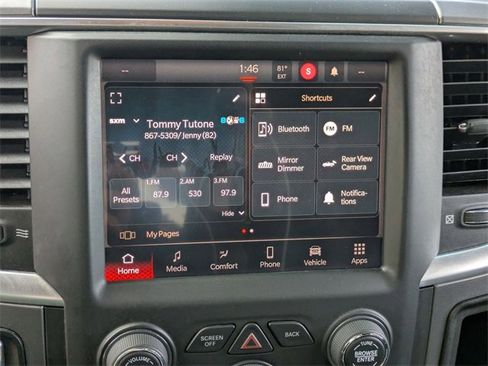 -- 1:46 81° EXT S --
Shortcuts
sxm Tommy Tutone
867-5309/Jenny (82)
CH CH Replay
All Presets
1.FM 2.AM 3.FM
87.9 530 97.9
Hide
My Pages
Bluetooth FM FM
Mirror Dimmer
Rear View Camera
Phone
Notifica-
tions
Home Media Comfort Phone Vehicle Apps
VOLUME
SCREEN OFF
BACK
TUNE
BROWSE
ENTER